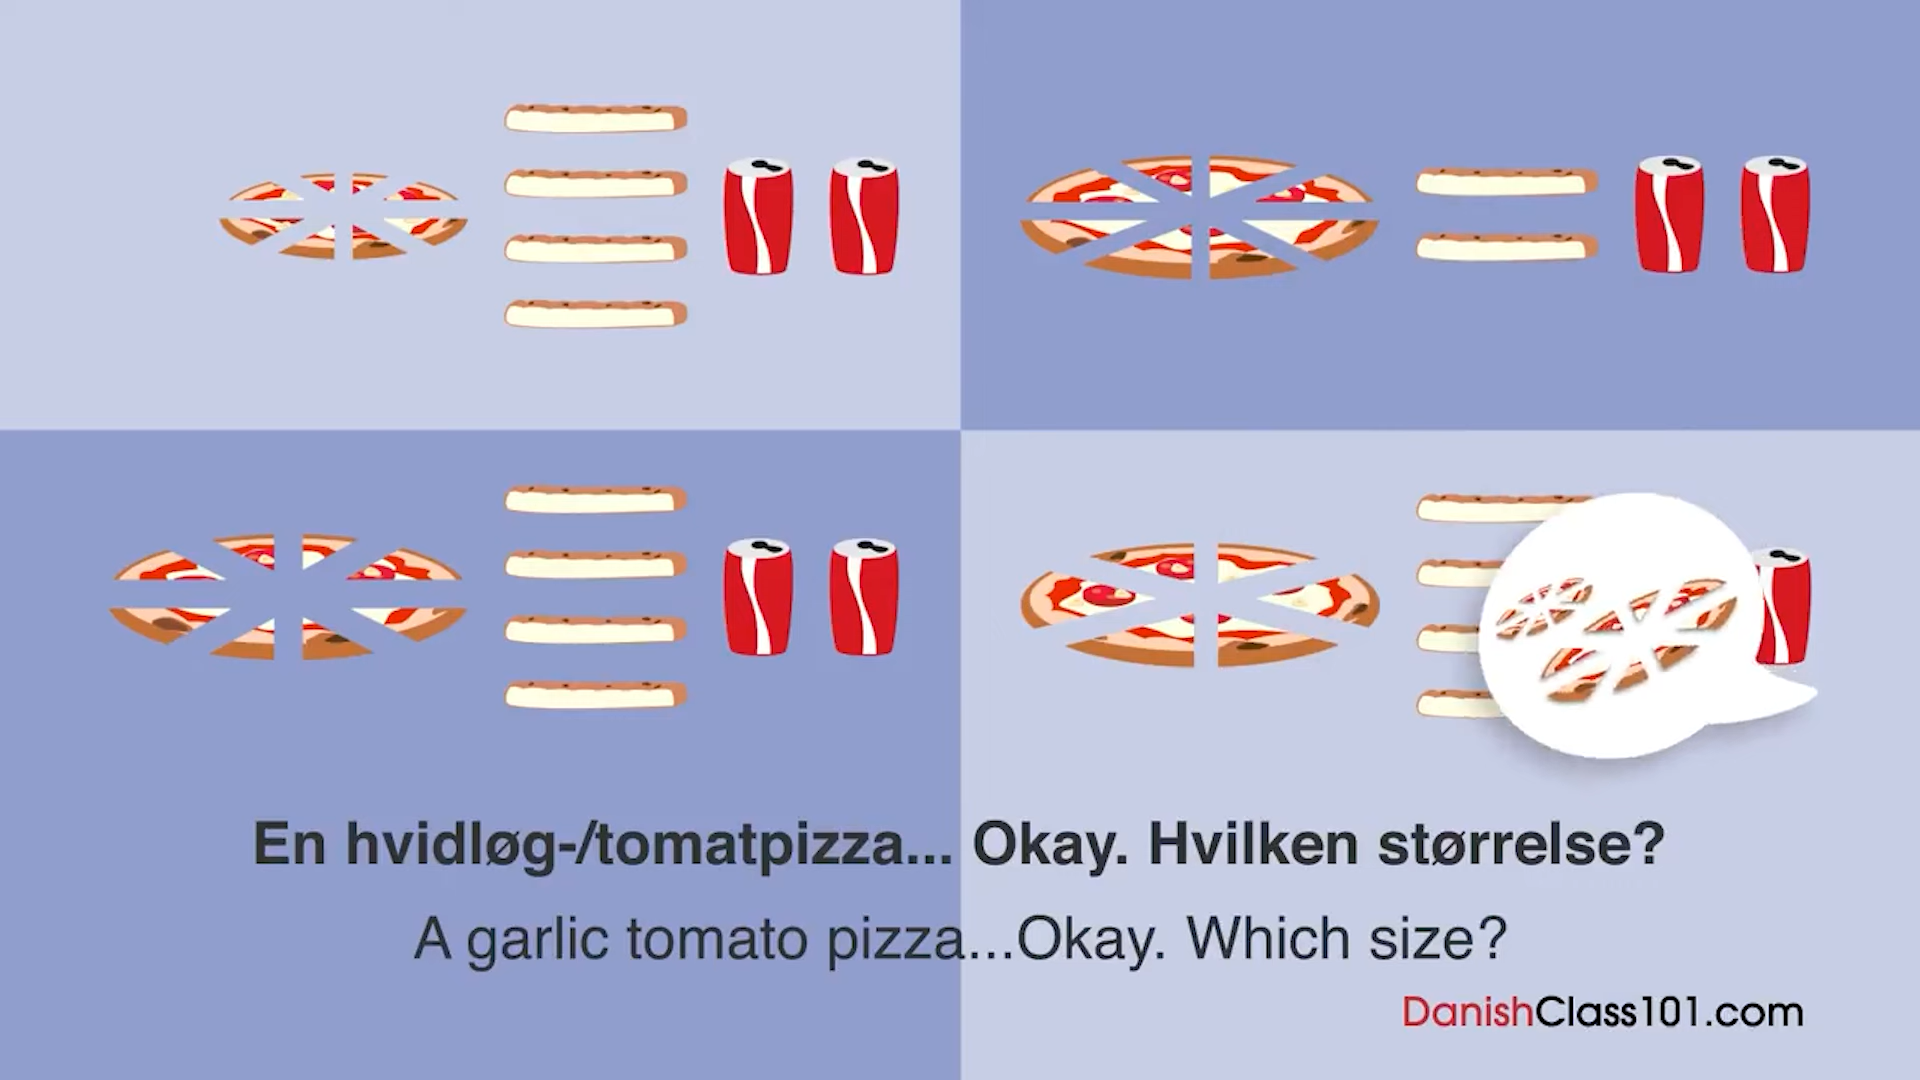 En hvidløg-/tomatpizza... Okay. Hvilken størrelse?
A garlic tomato pizza...Okay. Which size?
DanishClass101.com